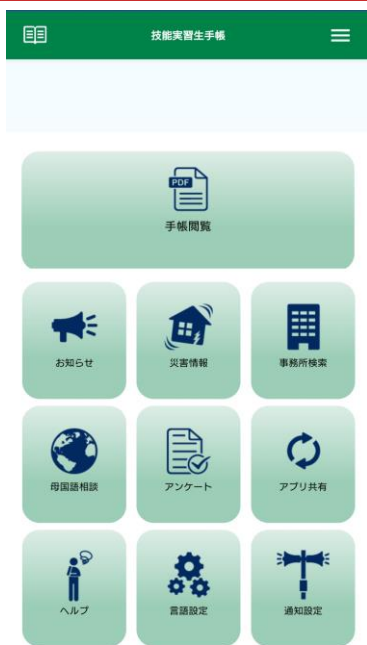 技能実習生手帳
PDF
手帳閲覧
お知らせ
災害情報
事務所検索
母国語相談
アンケート
アプリ共有
ヘルプ
言語設定
通知設定